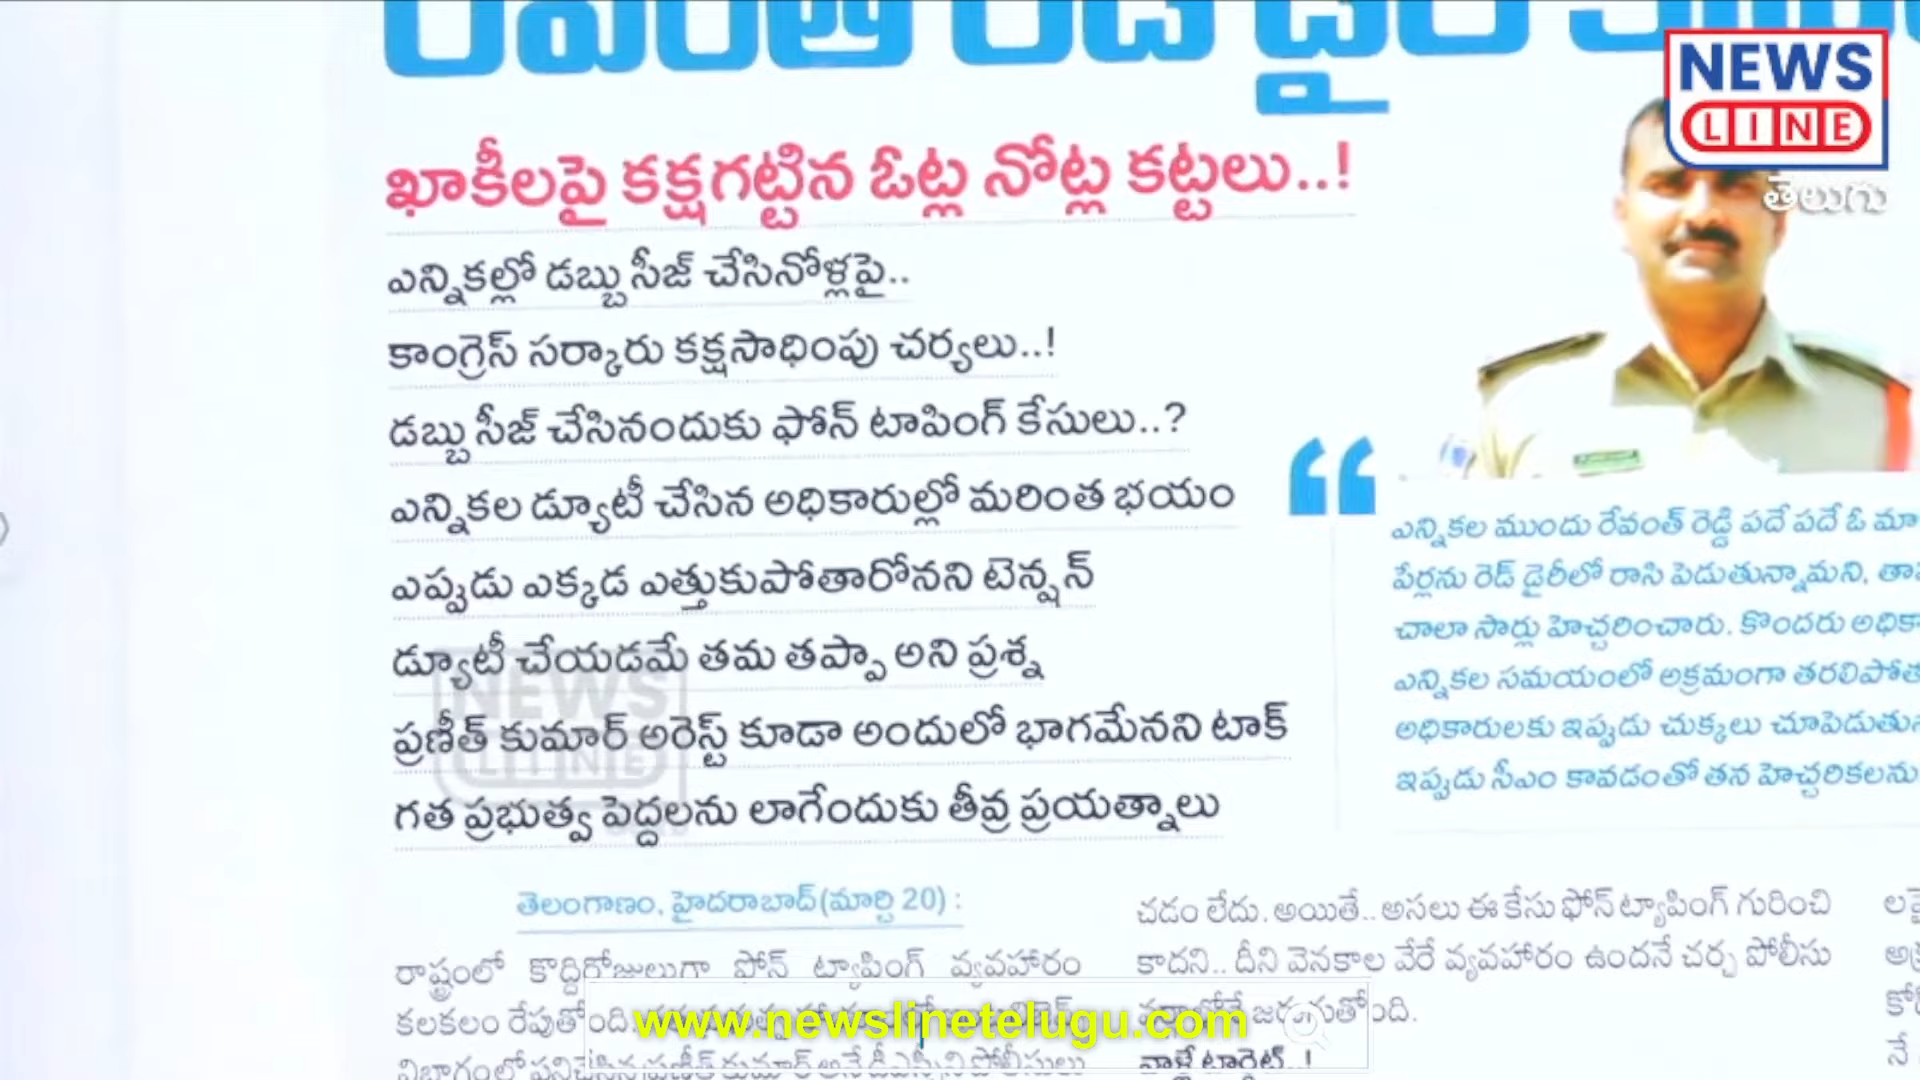 NEWS
LINE
తెలుగు
ఖాకీలపై కక్షగట్టిన ఓట్ల నోట్ల కట్టలు..!
ఎన్నికల్లో డబ్బు సీజ్ చేసినోళ్లపై..
కాంగ్రెస్ సర్కారు కక్షసాధింపు చర్యలు..!
డబ్బు సీజ్ చేసినందుకు ఫోన్ టాపింగ్ కేసులు..?
ఎన్నికల డ్యూటీ చేసిన అధికారుల్లో మరింత భయం
ఎప్పుడు ఎక్కడ ఎత్తుకుపోతారోనని టెన్షన్
డ్యూటీ చేయడమే తమ తప్పా అని ప్రశ్న
ప్రణీత్ కుమార్ అరెస్ట్ కూడా అందులో భాగమేనని టాక్
గత ప్రభుత్వ పెద్దలను లాగేందుకు తీవ్ర ప్రయత్నాలు
ఎన్నికల ముందు రేవంత్ రెడ్డి పదే పదే ఓ
పేర్లను రెడ్ డైరీలో రాసి పెడుతున్నామని,
చాలా సార్లు హెచ్చరించారు. కొందరు
ఎన్నికల సమయంలో అక్రమంగా
అధికారులకు ఇప్పుడు చుక్కలు
ఇప్పుడు సీఎం కావడంతో తన హెచ్చరికలను
తెలంగాణం, హైదరాబాద్ (మార్చి 20) :
రాష్ట్రంలో కొద్దిరోజులుగా ఫోన్ ట్యాపింగ్ వ్యవహారం
కలకలం
చడం లేదు. అయితే.. అసలు ఈ కేసు ఫోన్ ట్యాపింగ్ గురించి
కాదని.. దీని వెనకాల వేరే వ్యవహారం ఉందనే చర్చ పోలీసు
www.newslinetelugu.com